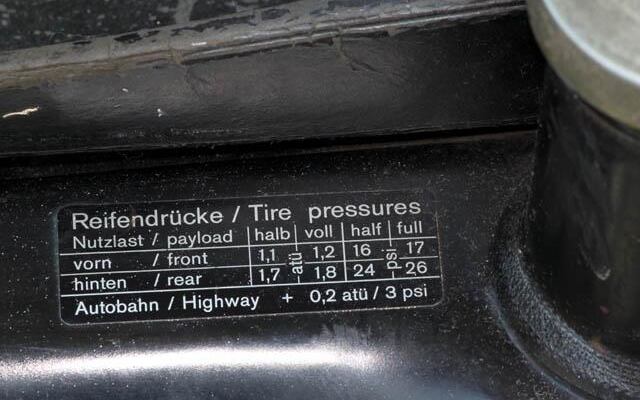 Reifendrücke / Tire pressures
Nutzlast / payload halb voll half full
vorn / front 1,1 atü 1,2 16 psi 17
hinten / rear 1,7 1,8 24 26
Autobahn / Highway + 0,2 atü / 3 psi